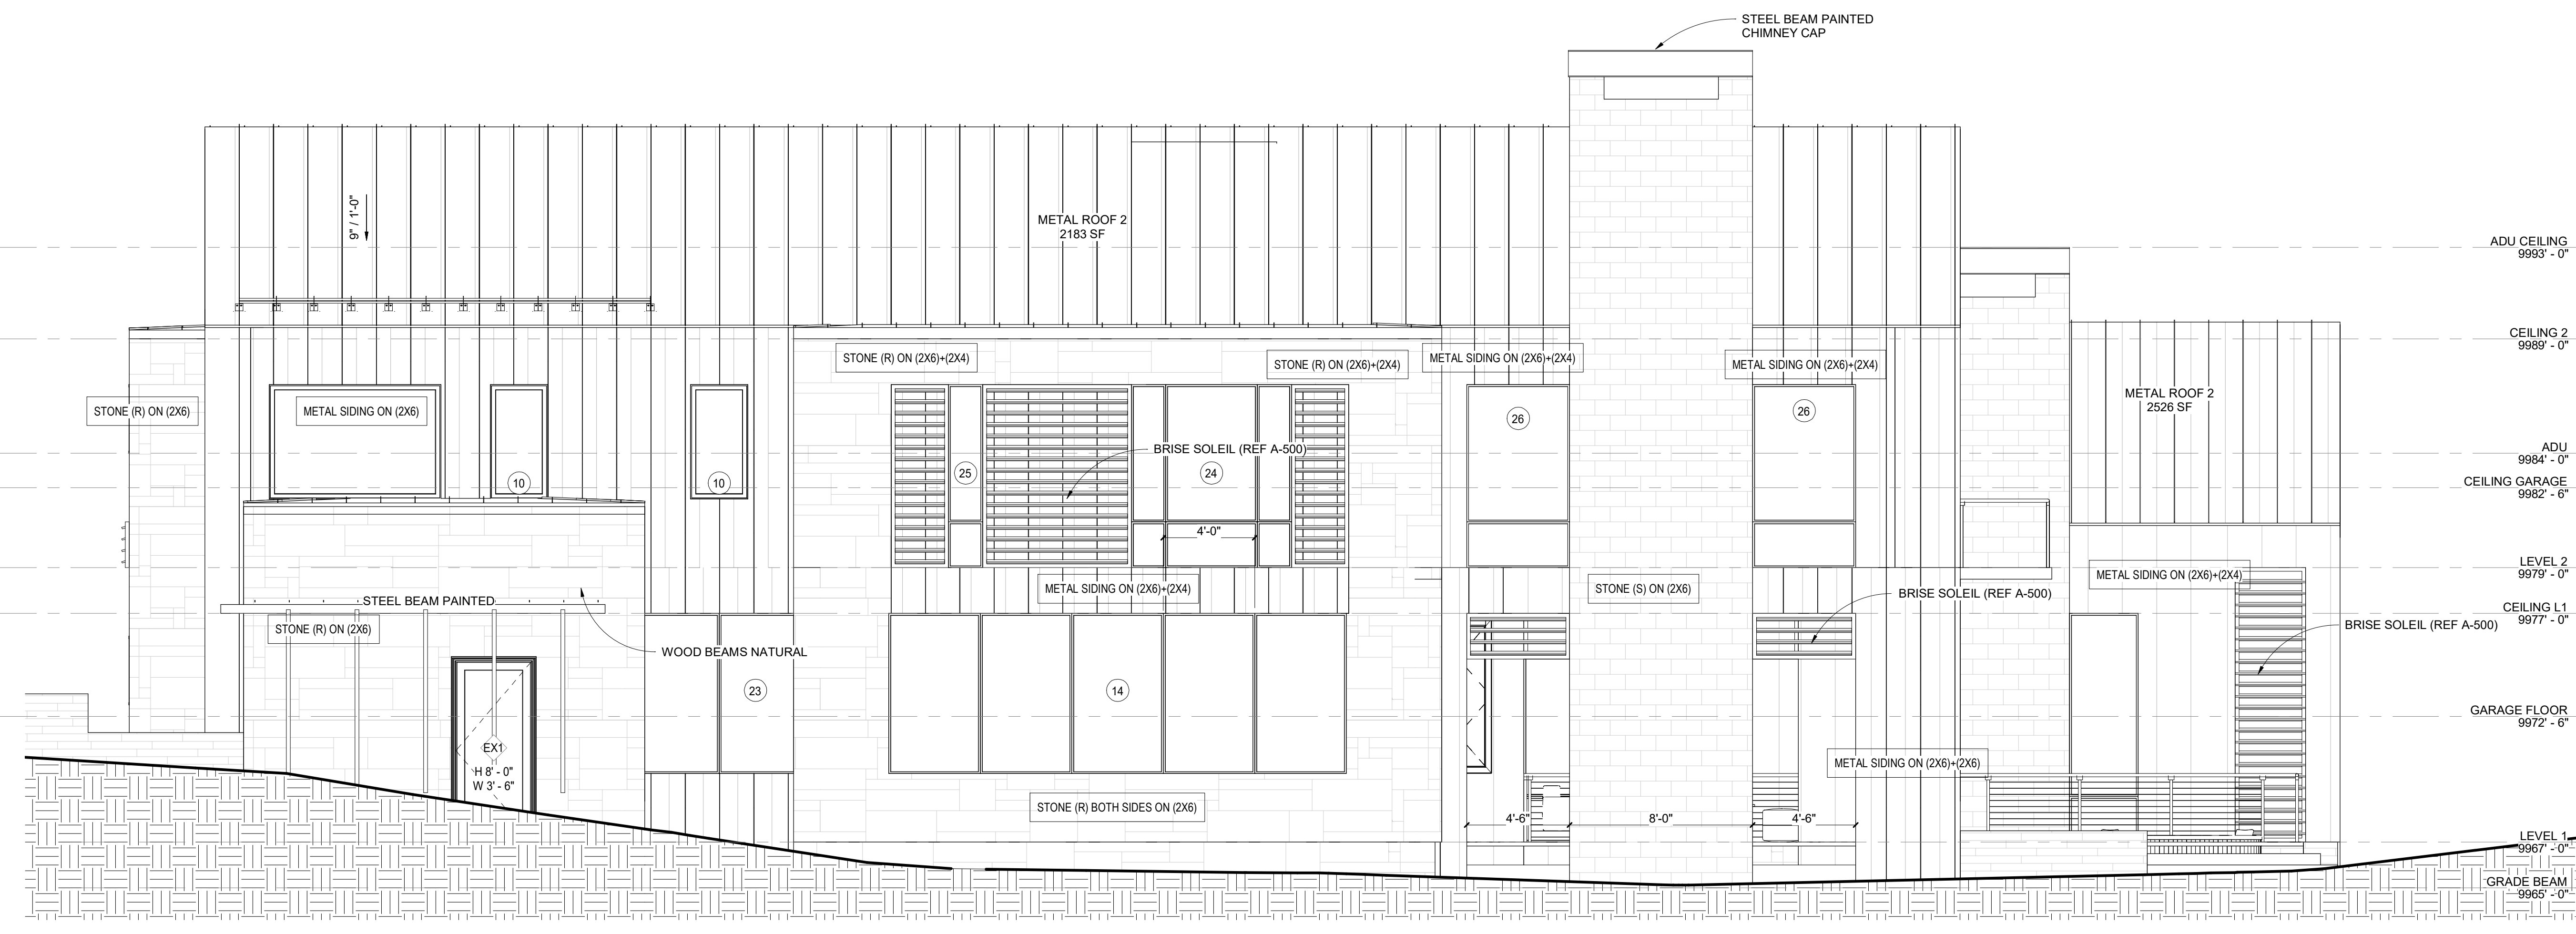 STEEL BEAM PAINTED
CHIMNEY CAP
9" / 1'-0"
METAL ROOF 2
2183 SF
ADU CEILING
9993' - 0"
CEILING 2
9989' - 0"
STONE (R) ON (2X6)+(2X4)
STONE (R) ON (2X6)+(2X4)
METAL SIDING ON (2X6)+(2X4)
METAL SIDING ON (2X6)+(2X4)
METAL ROOF 2
2526 SF
STONE (R) ON (2X6)
METAL SIDING ON (2X6)
26
26
BRISE SOLEIL (REF A-500)
ADU
9984' - 0"
10
10
25
24
CEILING GARAGE
9982' - 6"
4'-0"
LEVEL 2
9979' - 0"
METAL SIDING ON (2X6)+(2X4)
STONE (S) ON (2X6)
METAL SIDING ON (2X6)+(2X4)
BRISE SOLEIL (REF A-500)
STEEL BEAM PAINTED
CEILING L1
9977' - 0"
STONE (R) ON (2X6)
BRISE SOLEIL (REF A-500)
WOOD BEAMS NATURAL
23
14
GARAGE FLOOR
9972' - 6"
EX1
H 8' - 0"
W 3' - 6"
METAL SIDING ON (2X6)+(2X6)
STONE (R) BOTH SIDES ON (2X6)
4'-6"
8'-0"
4'-6"
LEVEL 1
9967' - 0"
GRADE BEAM
9965' - 0"